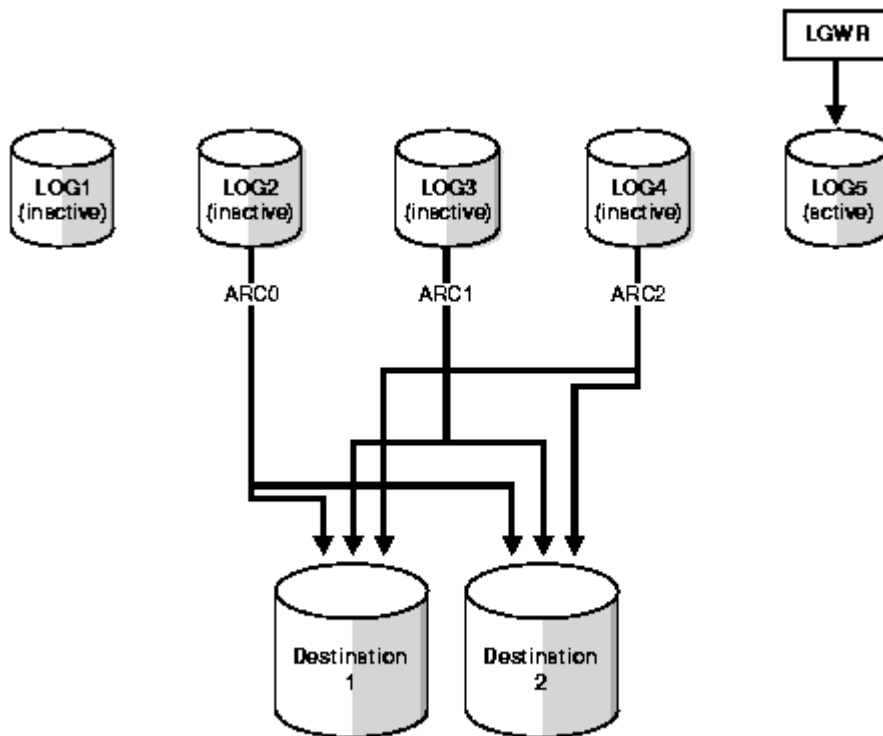 LGWR
LOG1
(inactive)
LOG2
(inactive)
LOG3
(inactive)
LOG4
(inactive)
LOG5
(active)
ARC0
ARC1
ARC2
Destination
1
Destination
2